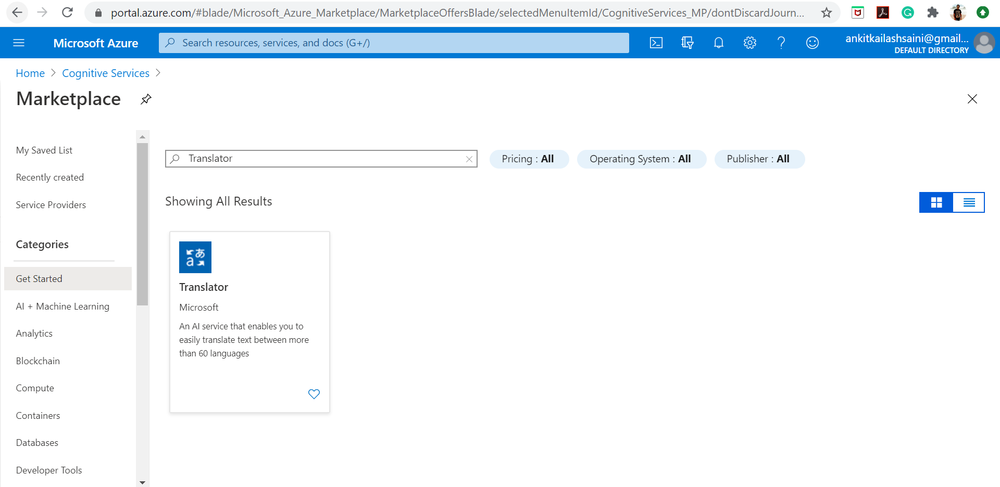 portal.azure.com/#blade/Microsoft_Azure_Marketplace/MarketplaceOffersBlade/selectedMenuItemId/CognitiveServices_MP/dontDiscardJourn...
Microsoft Azure
Search resources, services, and docs (G+/)
ankitkailashsaini@gmail...
DEFAULT DIRECTORY
Home > Cognitive Services >
Marketplace
My Saved List
Recently created
Service Providers
Categories
Get Started
AI + Machine Learning
Analytics
Blockchain
Compute
Containers
Databases
Developer Tools
Translator
Pricing : All
Operating System : All
Publisher : All
Showing All Results
a あ
Translator
Microsoft
An AI service that enables you to
easily translate text between more
than 60 languages